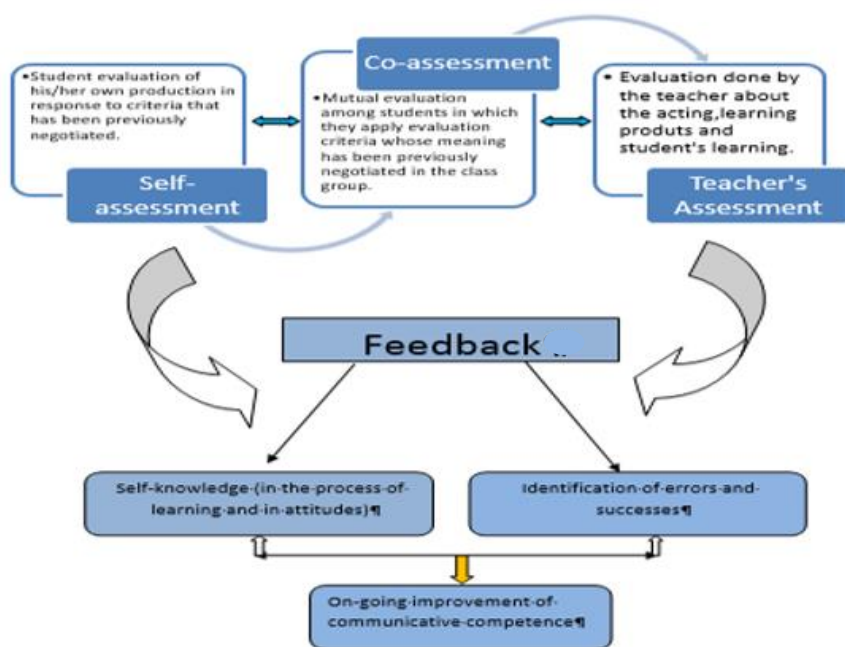 •Student evaluation of
his/her own production in
response to criteria that
has been previously
negotiated.
Self-
assessment
Co-assessment
•Mutual evaluation
among students in which
they apply evaluation
criteria whose meaning
has been previously
negotiated in the class
group.
• Evaluation done by
the teacher about
the acting,learning
produts and
student's learning.
Teacher's
Assessment
Feedback ..
Self-knowledge·(in·the·process·of·
learning·and·in·attitudes)¶
Identification·of·errors·and·
successes¶
On-going·improvement·of·
communicative·competence¶